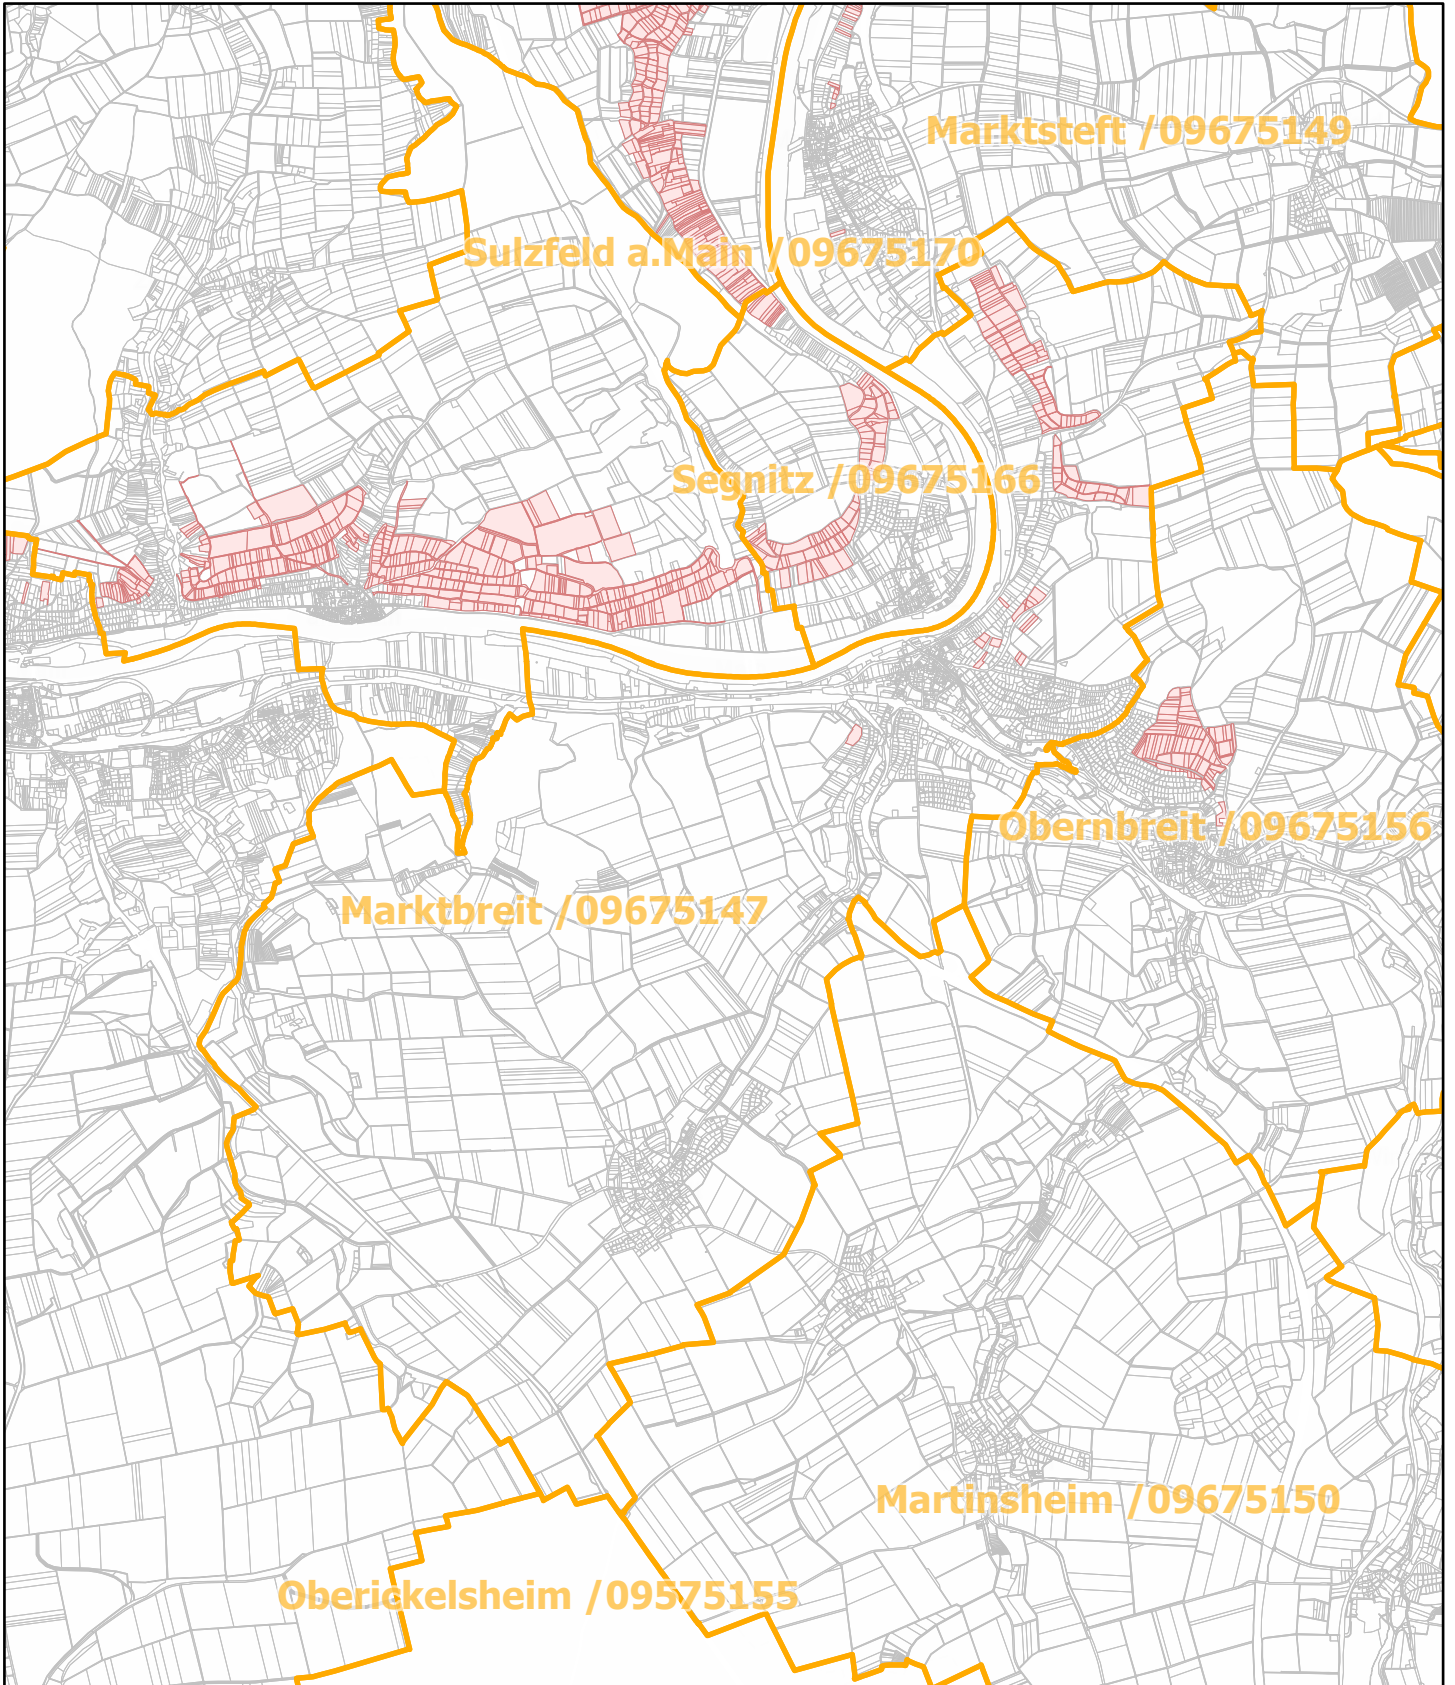 Marktsteft /09675149
Sulzfeld a.Main /09675170
Segnitz /09675166
Obernbreit /09675156
Marktbreit /09675147
Martinsheim /09675150
Oberickelsheim /09575155